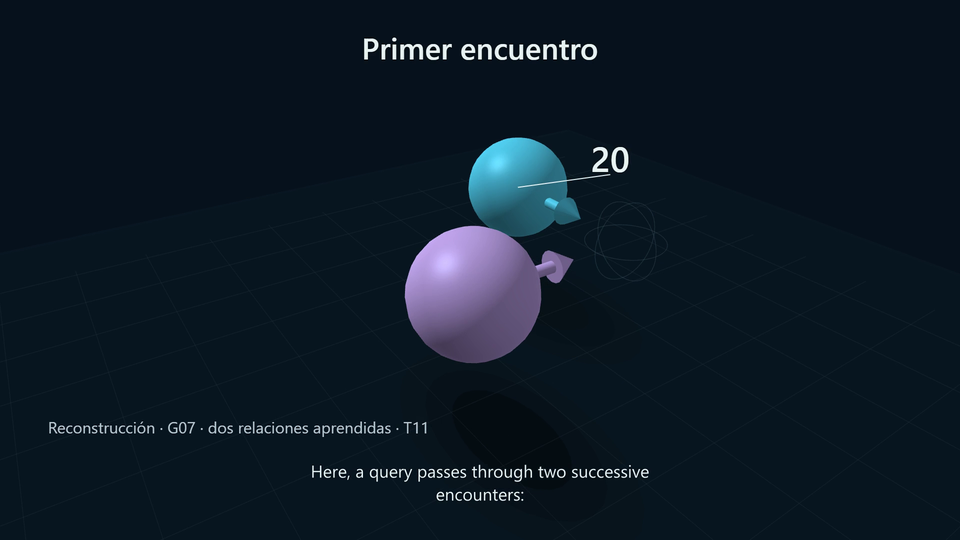 Primer encuentro
20
Reconstrucción · G07 · dos relaciones aprendidas · T11
Here, a query passes through two successive
encounters: